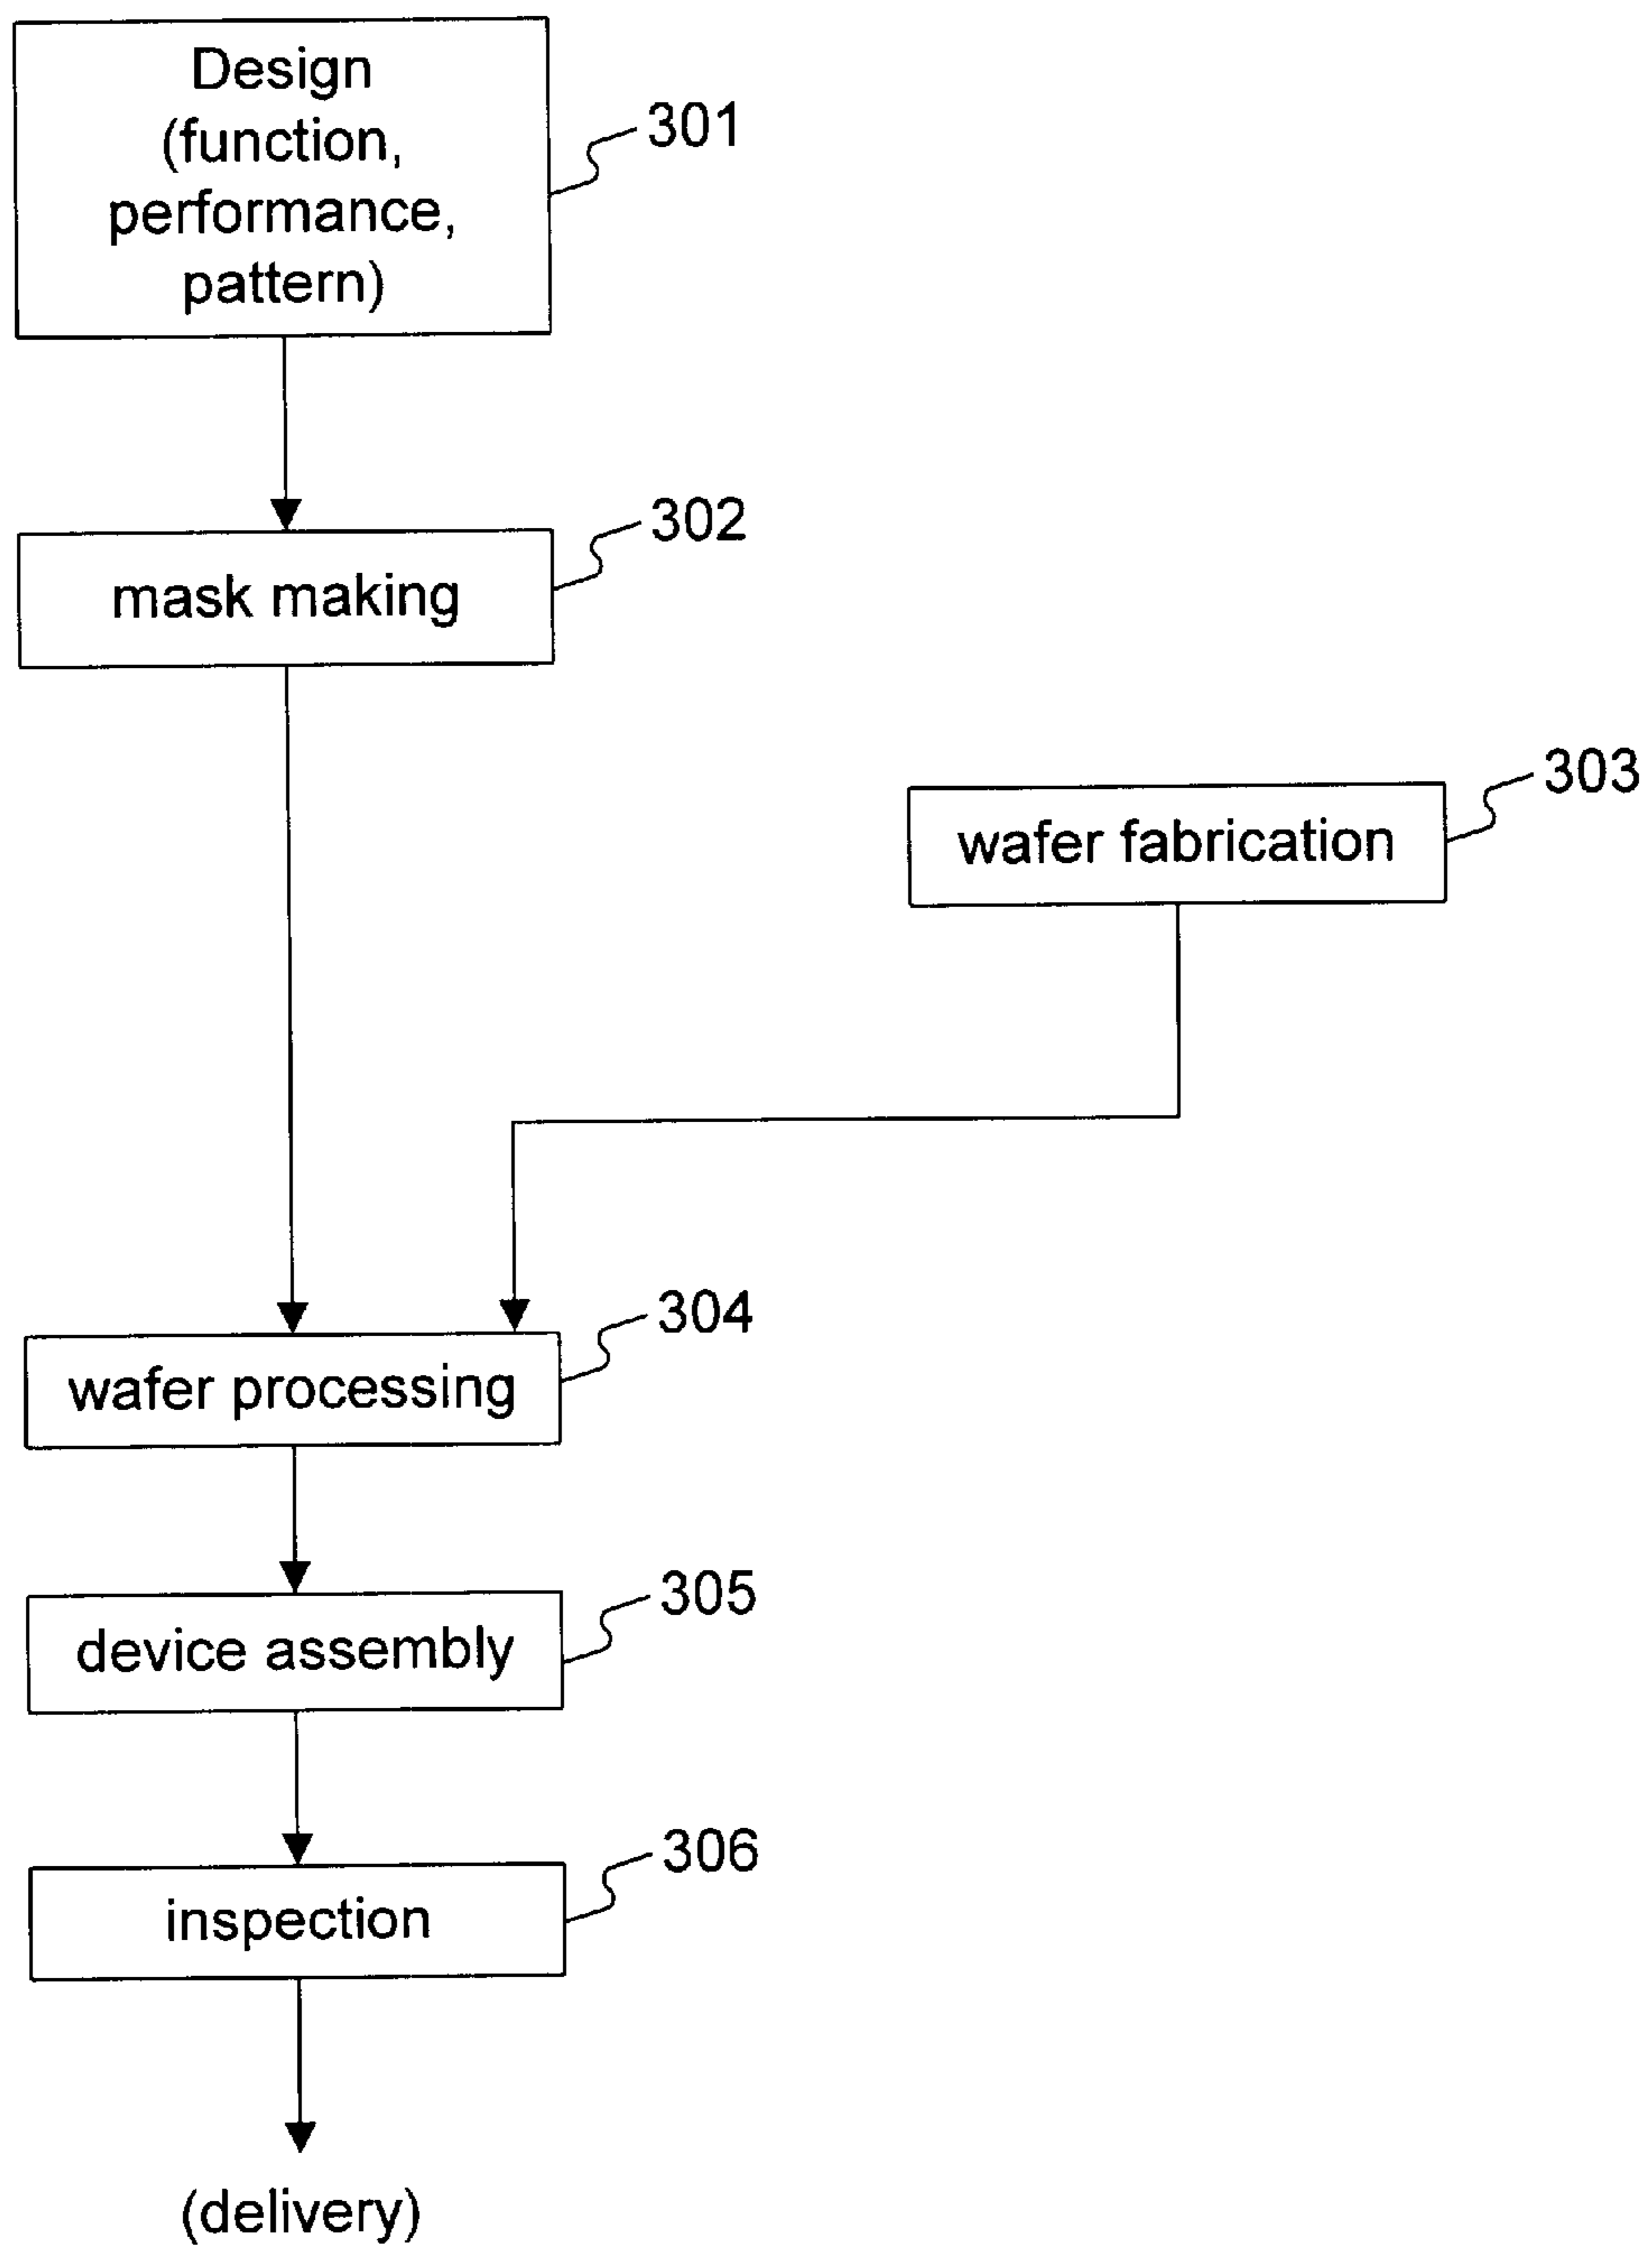 Design
(function,
performance,
pattern)
301
mask making
302
wafer fabrication
303
wafer processing
304
device assembly
305
inspection
306
(delivery)